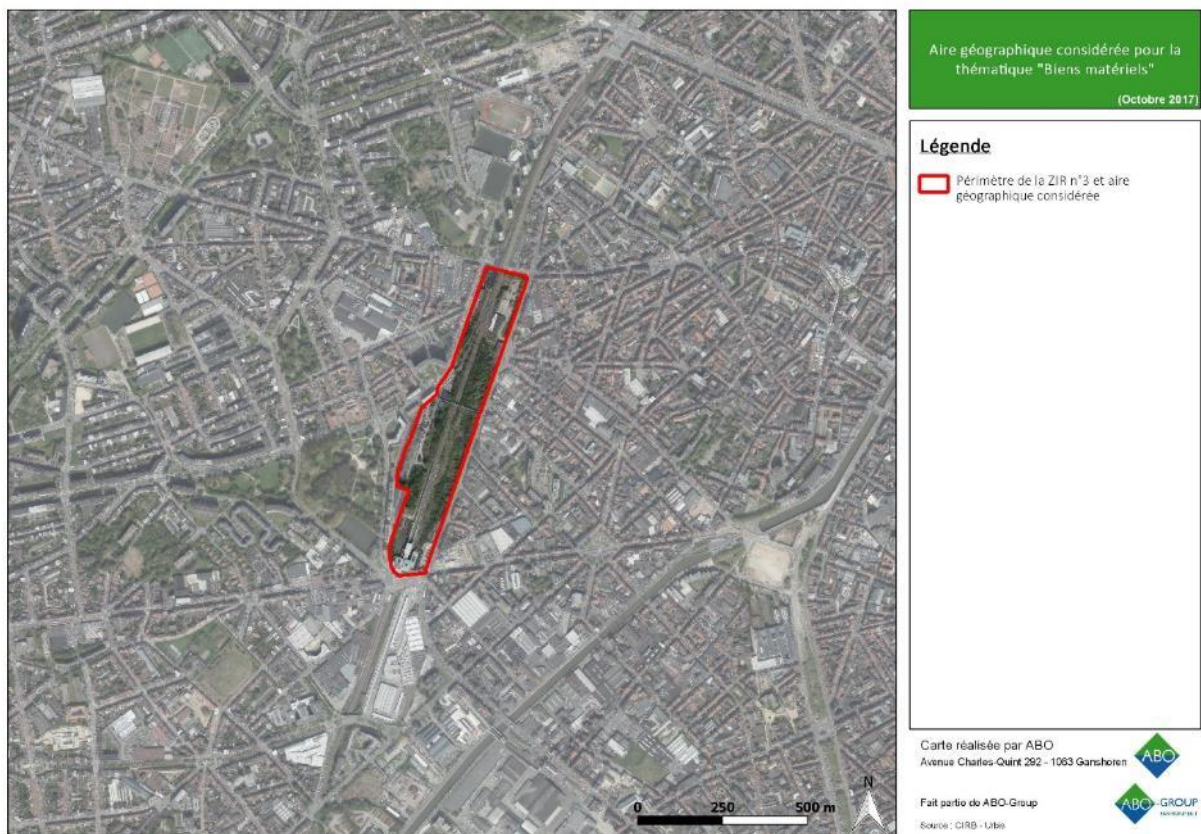 Aire géographique considérée pour la
thématique "Biens matériels"
(Octobre 2017)
Légende
Périmètre de la ZIR n°3 et aire
géographique considérée
N
0 250 500 m
Carte réalisée par ABO
Avenue Charles-Quint 292 - 1083 Ganshoren
ABO
Fait partie de ABO-Group
ABO-GROUP
ENVIRONMENT
Source : CIRB - Urbis